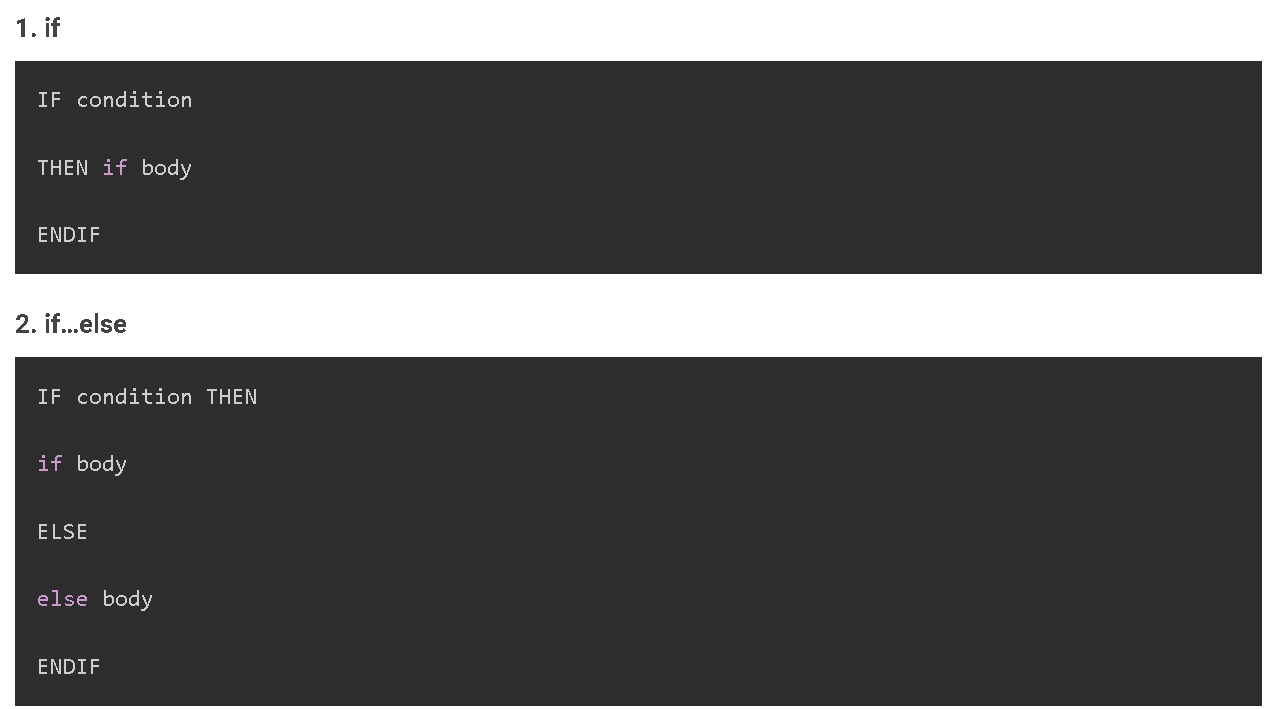 1. if
IF condition
THEN if body
ENDIF
2. if...else
IF condition THEN
if body
ELSE
else body
ENDIF